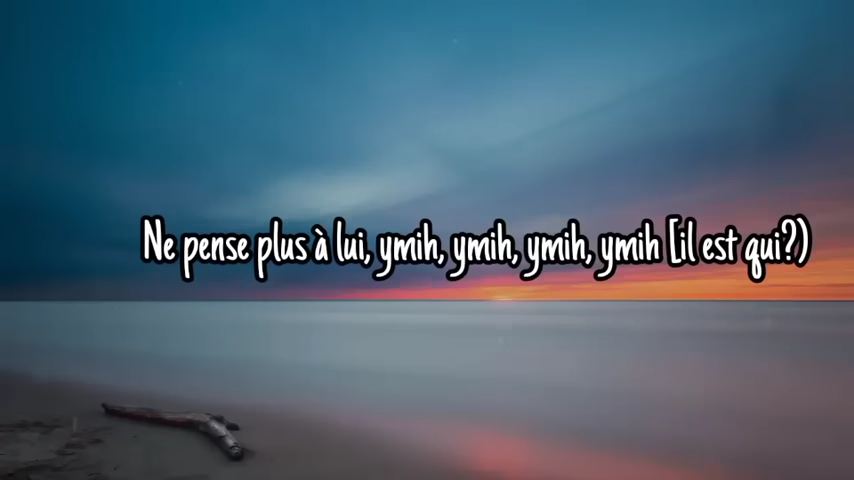 Ne pense plus à lui, ymih, ymih, ymih, ymih [il est qui?)